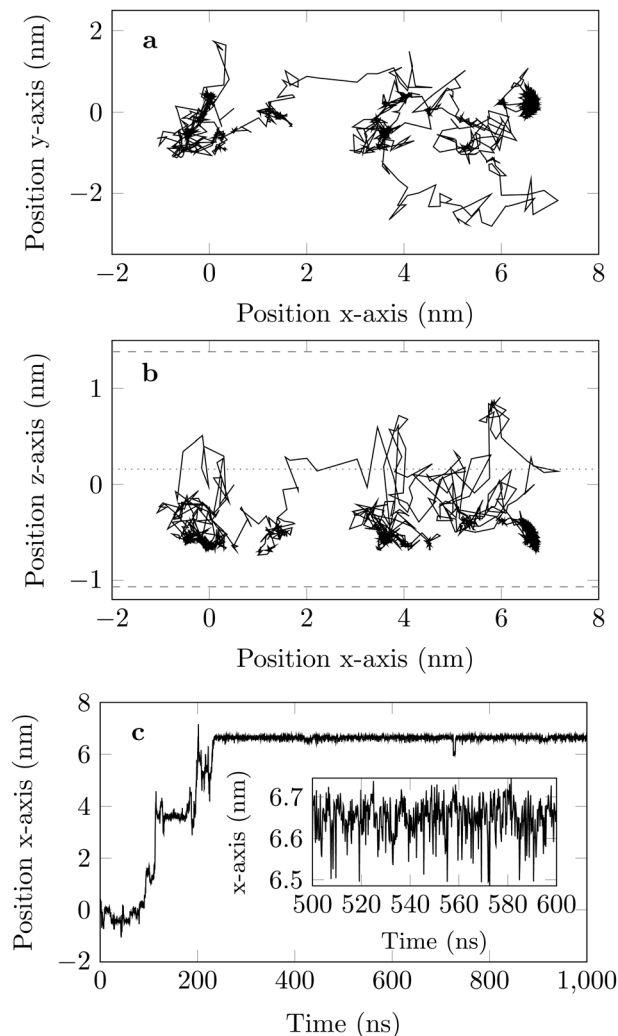 a
2
0
−2
Position y-axis (nm)
−2 0 2 4 6 8
Position x-axis (nm)
b
1
0
−1
Position z-axis (nm)
−2 0 2 4 6 8
Position x-axis (nm)
c
8
6
4
2
0
−2
Position x-axis (nm)
6.7
6.6
6.5
x-axis (nm)
500 520 540 560 580 600
Time (ns)
0 200 400 600 800 1,000
Time (ns)